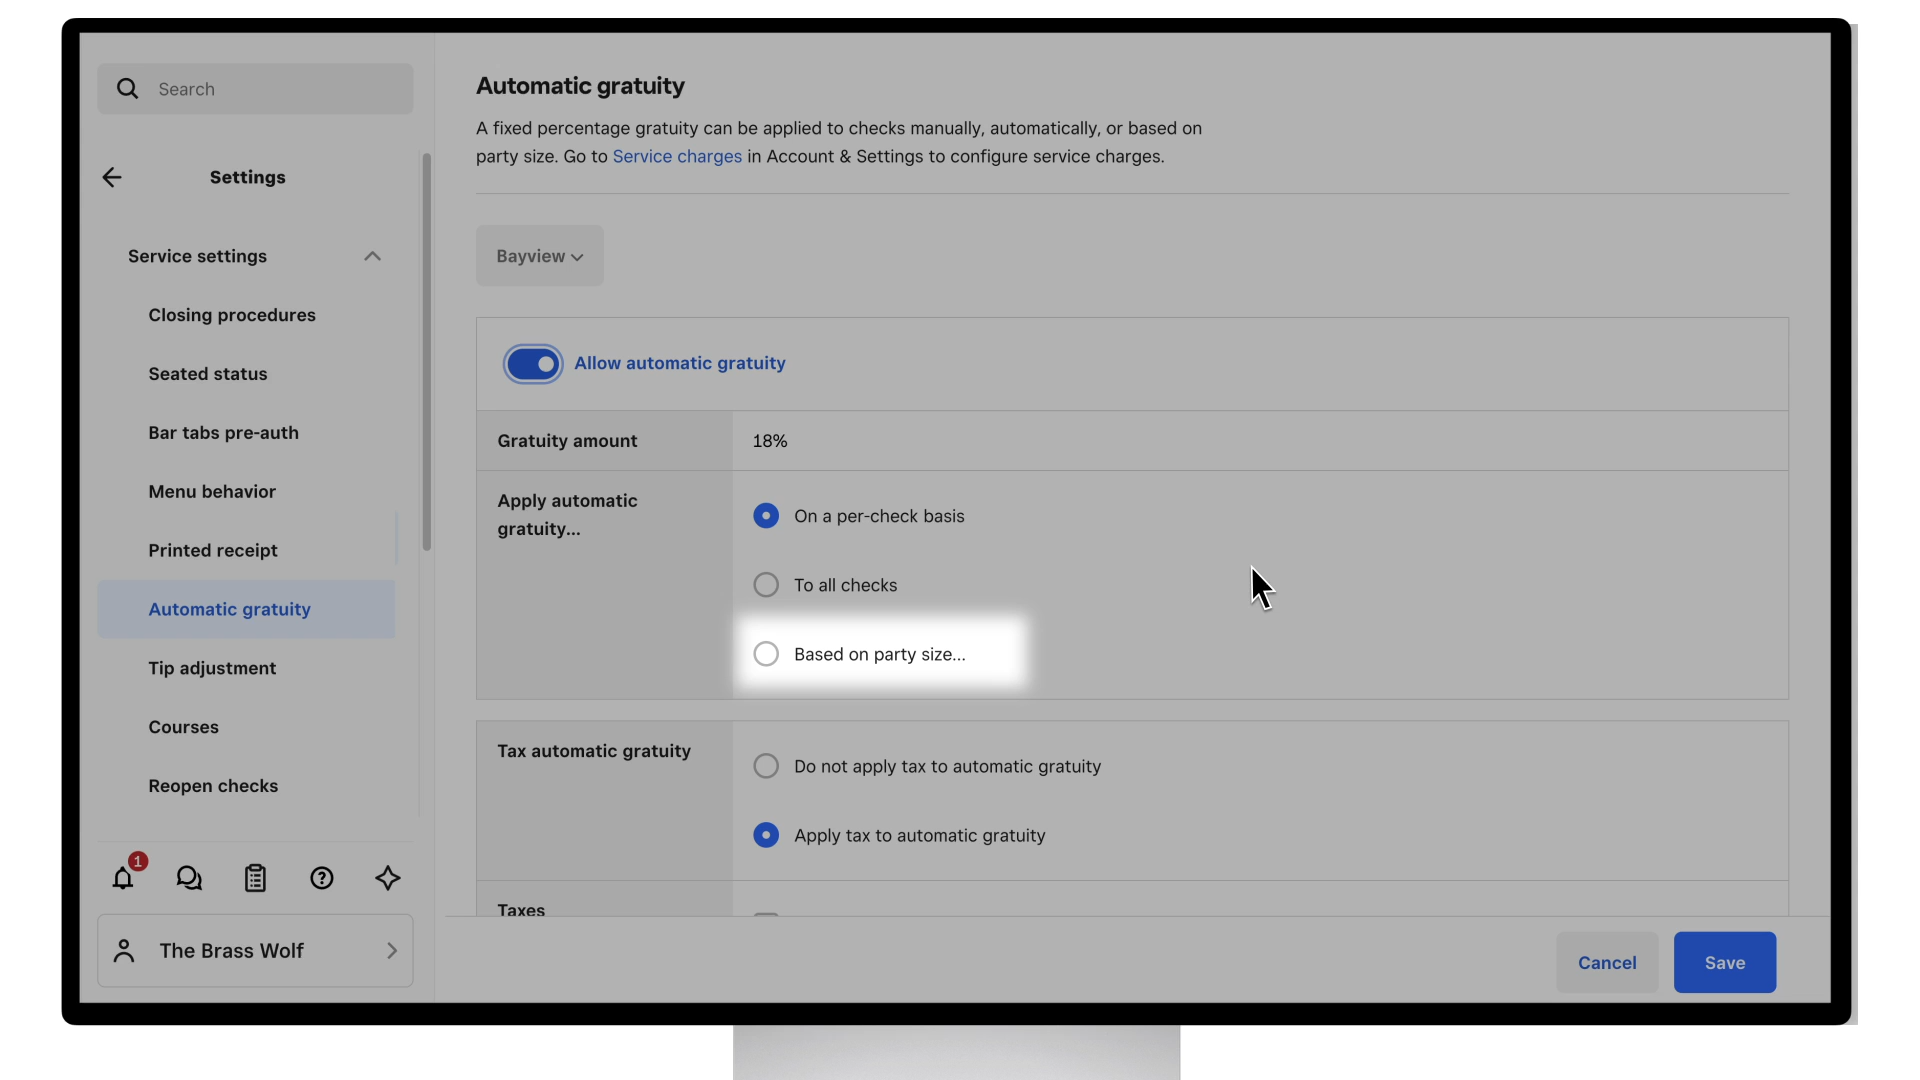 Search
Settings
Service settings
Closing procedures
Seated status
Bar tabs pre-auth
Menu behavior
Printed receipt
Automatic gratuity
Tip adjustment
Courses
Reopen checks
1
The Brass Wolf
Automatic gratuity
A fixed percentage gratuity can be applied to checks manually, automatically, or based on
party size. Go to Service charges in Account & Settings to configure service charges.
Bayview
Allow automatic gratuity
Gratuity amount
18%
Apply automatic
gratuity...
On a per-check basis
To all checks
Based on party size...
Tax automatic gratuity
Do not apply tax to automatic gratuity
Apply tax to automatic gratuity
Taxes
Cancel
Save